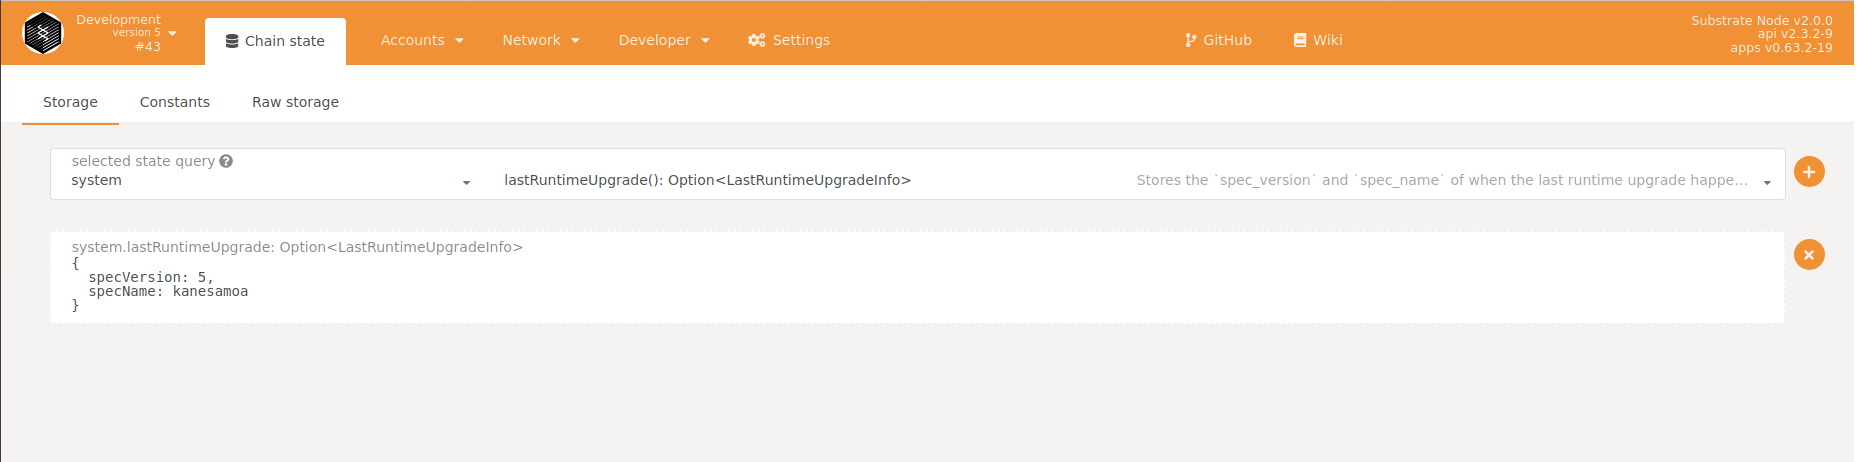 Development
version 5
#43
Chain state
Accounts
Network
Developer
Settings
GitHub
Wiki
Substrate Node v2.0.0
api v2.3.2-9
apps v0.63.2-19
Storage
Constants
Raw storage
selected state query
system
lastRuntimeUpgrade(): Option<LastRuntimeUpgradeInfo>
Stores the `spec_version` and `spec_name` of when the last runtime upgrade happe...
system.lastRuntimeUpgrade: Option<LastRuntimeUpgradeInfo>
{
specVersion: 5,
specName: kanesamoa
}